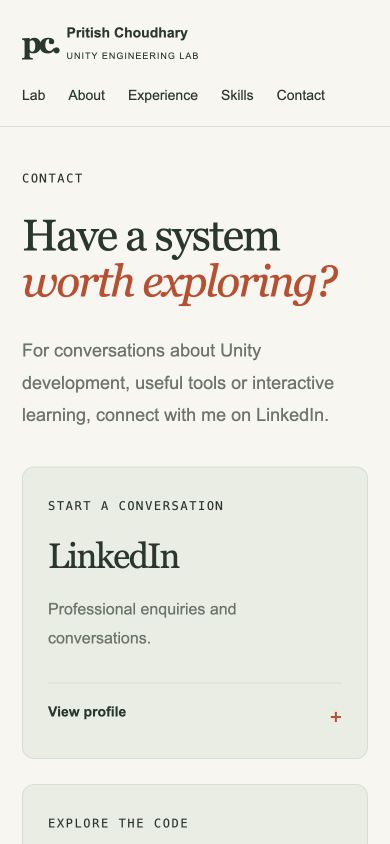 pc.
Pritish Choudhary
UNITY ENGINEERING LAB
Lab About Experience Skills Contact
CONTACT
Have a system
worth exploring?
For conversations about Unity
development, useful tools or interactive
learning, connect with me on LinkedIn.
START A CONVERSATION
LinkedIn
Professional enquiries and
conversations.
View profile +
EXPLORE THE CODE